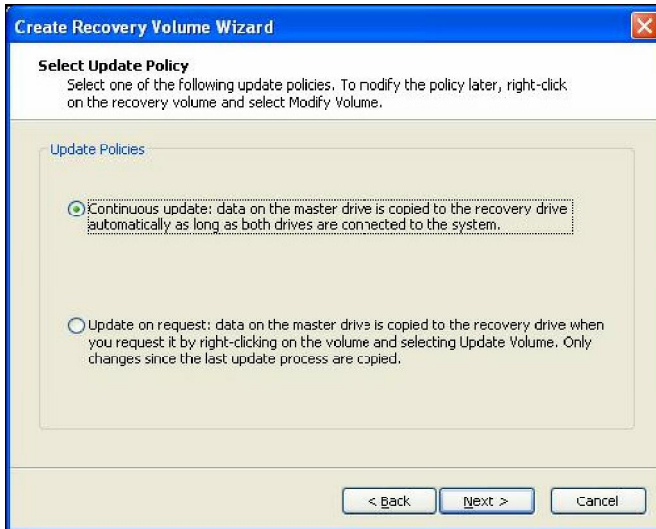 Create Recovery Volume Wizard
Select Update Policy
Select one of the following update policies. To modify the policy later, right-click
on the recovery volume and select Modify Volume.
Update Policies
Continuous update: data on the master drive is copied to the recovery drive
automatically as long as both drives are connected to the system.
Update on request: data on the master drive is copied to the recovery drive when
you request it by right-clicking on the volume and selecting Update Volume. Only
changes since the last update process are copied.
< Back Next > Cancel